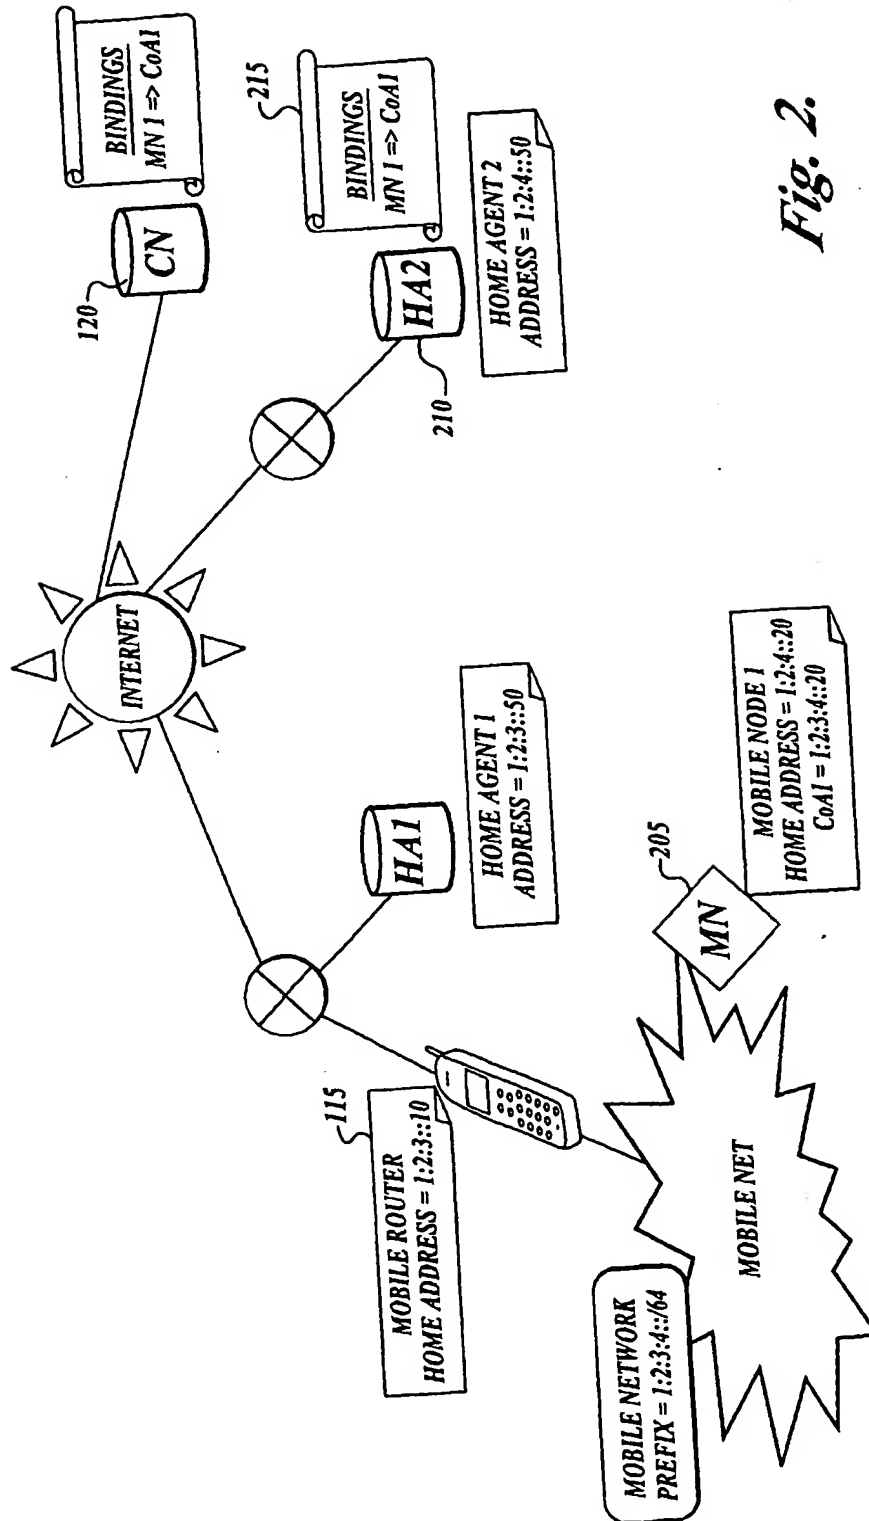 BINDINGS
MN 1 => CoA1
CN
120
215
BINDINGS
MN 1 => CoA1
HA2
210
HOME AGENT 2
ADDRESS = 1:2:4::50
INTERNET
HA1
HOME AGENT 1
ADDRESS = 1:2:3::50
115
MOBILE ROUTER
HOME ADDRESS = 1:2:3::10
205
MN
MOBILE NODE 1
HOME ADDRESS = 1:2:4::20
CoA1 = 1:2:3:4::20
MOBILE NETWORK
PREFIX = 1:2:3:4::/64
MOBILE NET
Fig. 2.